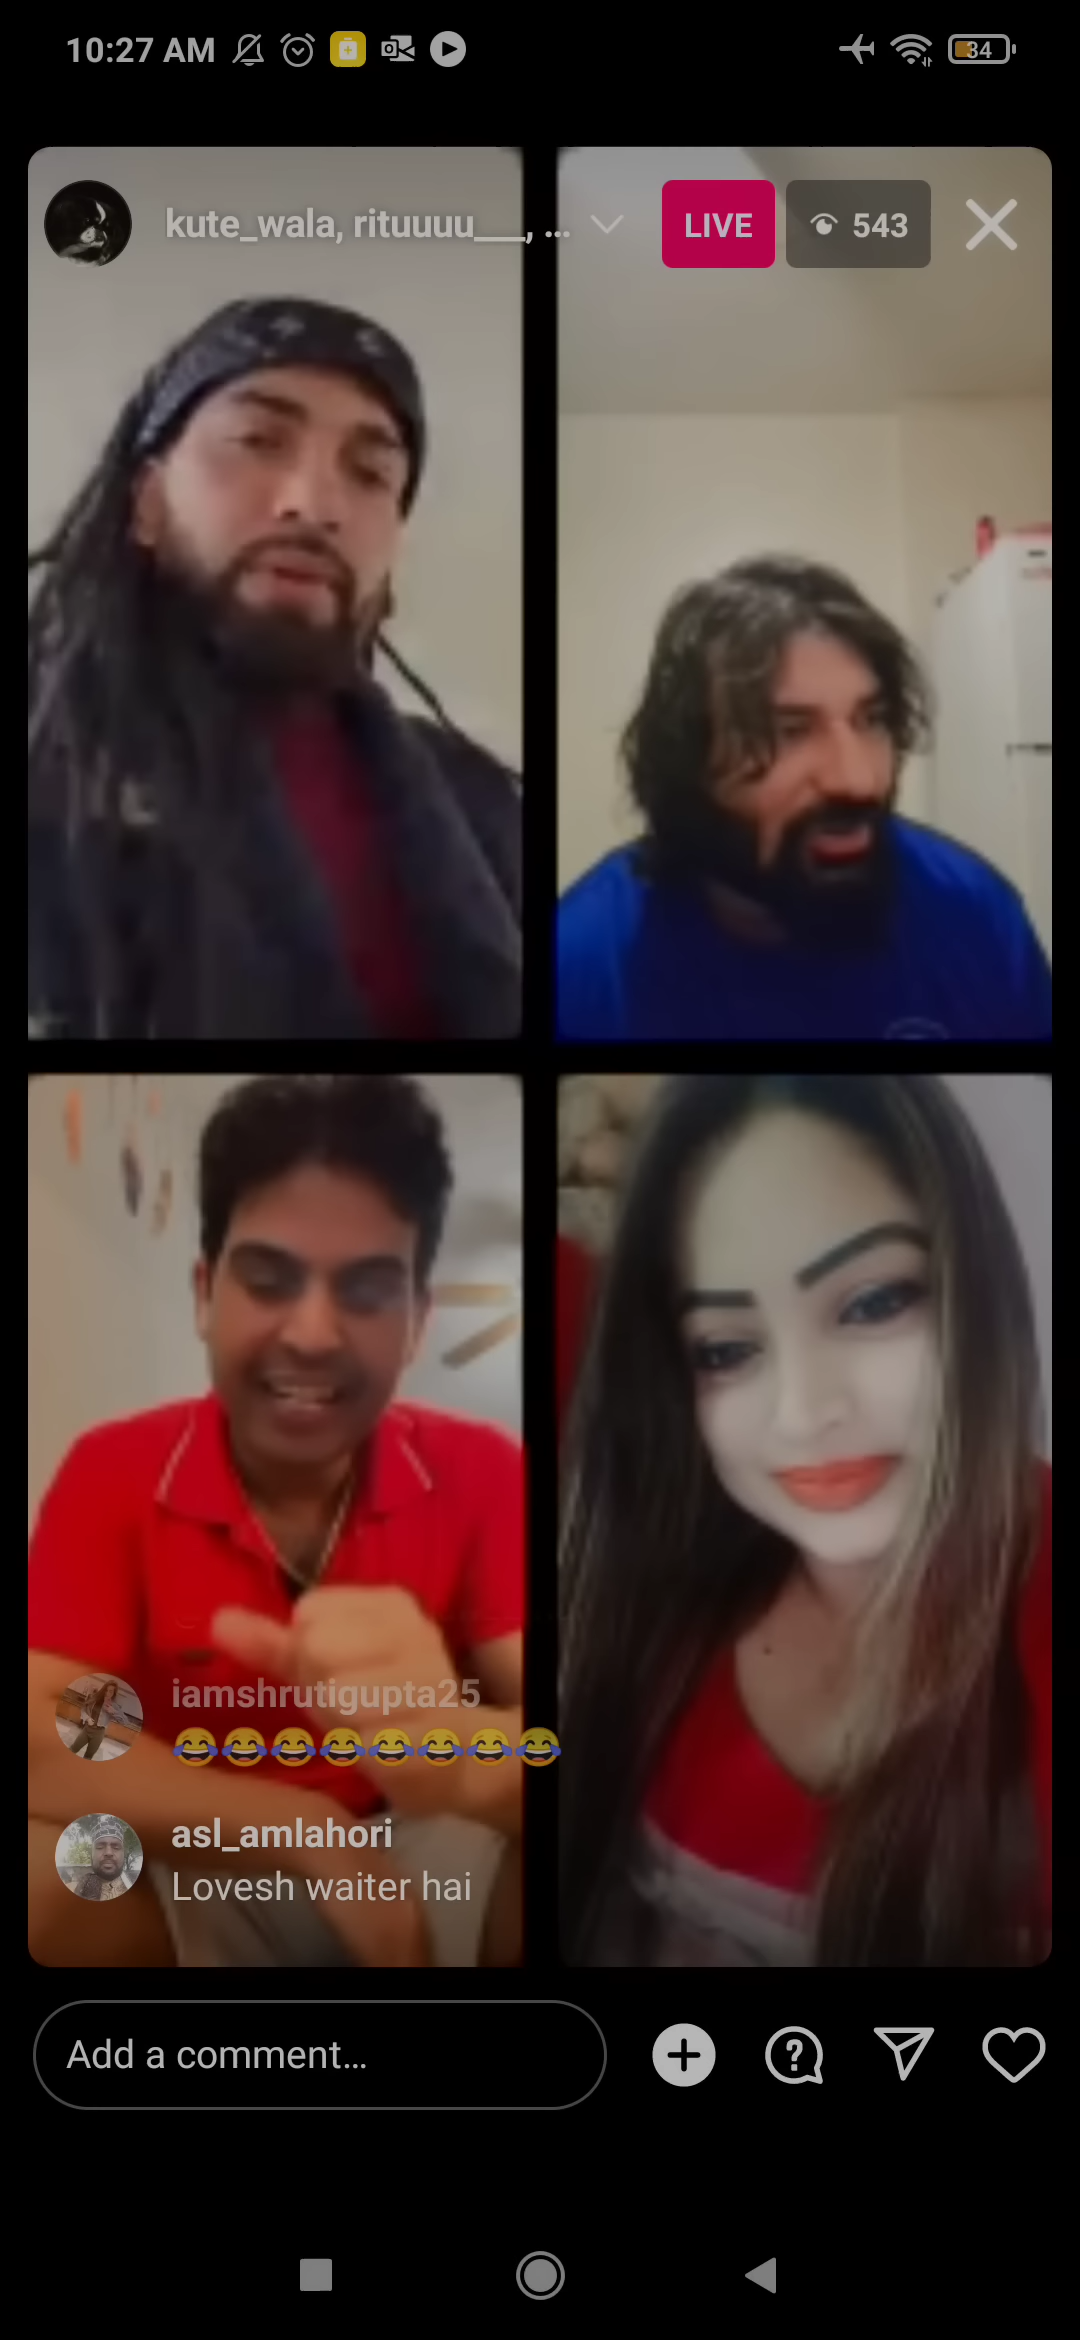 10:27 AM
34
kute_wala, rituuuu___, ...
LIVE
543
iamshrutigupta25
😂😂😂😂😂😂😂😂
asl_amlahori
Lovesh waiter hai
Add a comment...